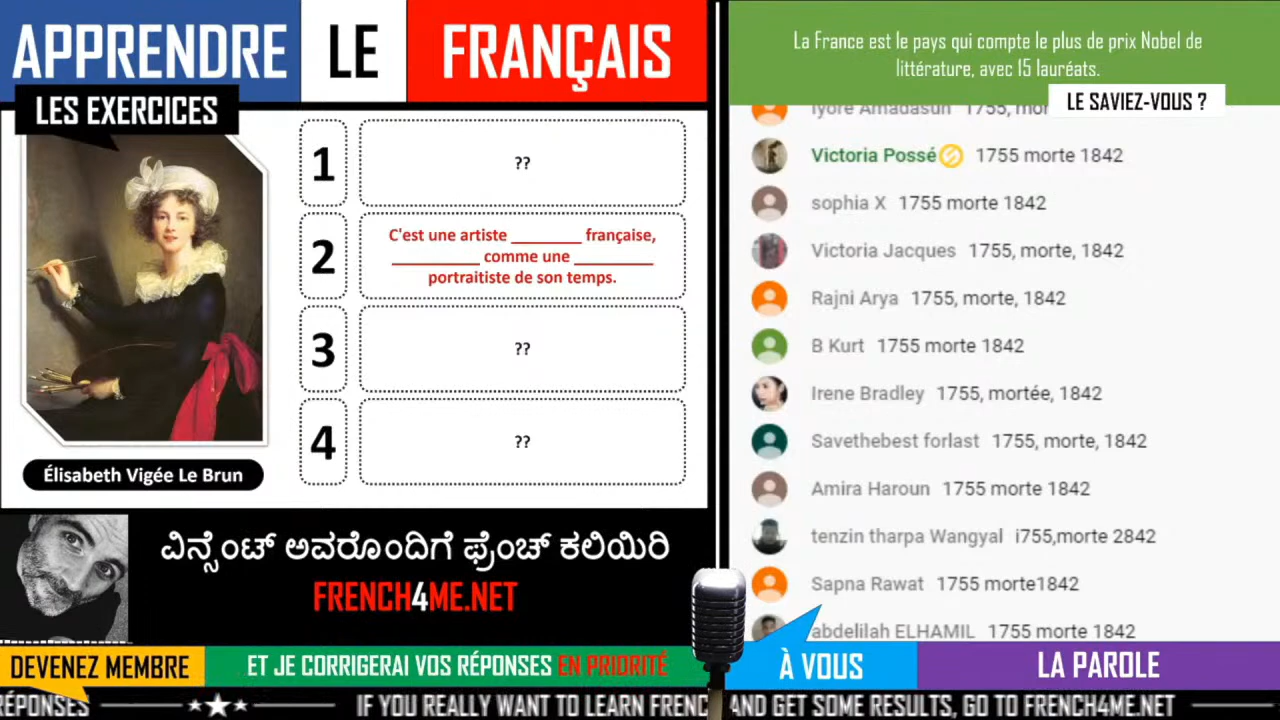 APPRENDRE LE FRANÇAIS
LES EXERCICES
1
??
2
C'est une artiste _______ française,
_________ comme une ________
portraitiste de son temps.
3
??
4
??
Élisabeth Vigée Le Brun
ವಿನ್ಸೆಂಟ್ ಅವರೊಂದಿಗೆ ಫ್ರೆಂಚ್ ಕಲಿಯಿರಿ
FRENCH4ME.NET
DEVENEZ MEMBRE
ET JE CORRIGERAI VOS RÉPONSES EN PRIORITÉ
La France est le pays qui compte le plus de prix Nobel de
littérature, avec 15 lauréats.
LE SAVIEZ-VOUS ?
Iyore Amadasun 1755, mor
Victoria Possé 1755 morte 1842
sophia X 1755 morte 1842
Victoria Jacques 1755, morte, 1842
Rajni Arya 1755, morte, 1842
B Kurt 1755 morte 1842
Irene Bradley 1755, mortée, 1842
Savethebest forlast 1755, morte, 1842
Amira Haroun 1755 morte 1842
tenzin tharpa Wangyal i755,morte 2842
Sapna Rawat 1755 morte1842
abdelilah ELHAMIL 1755 morte 1842
À VOUS
LA PAROLE
RÉPONSES IF YOU REALLY WANT TO LEARN FRENC AND GET SOME RESULTS, GO TO FRENCH4ME.NET